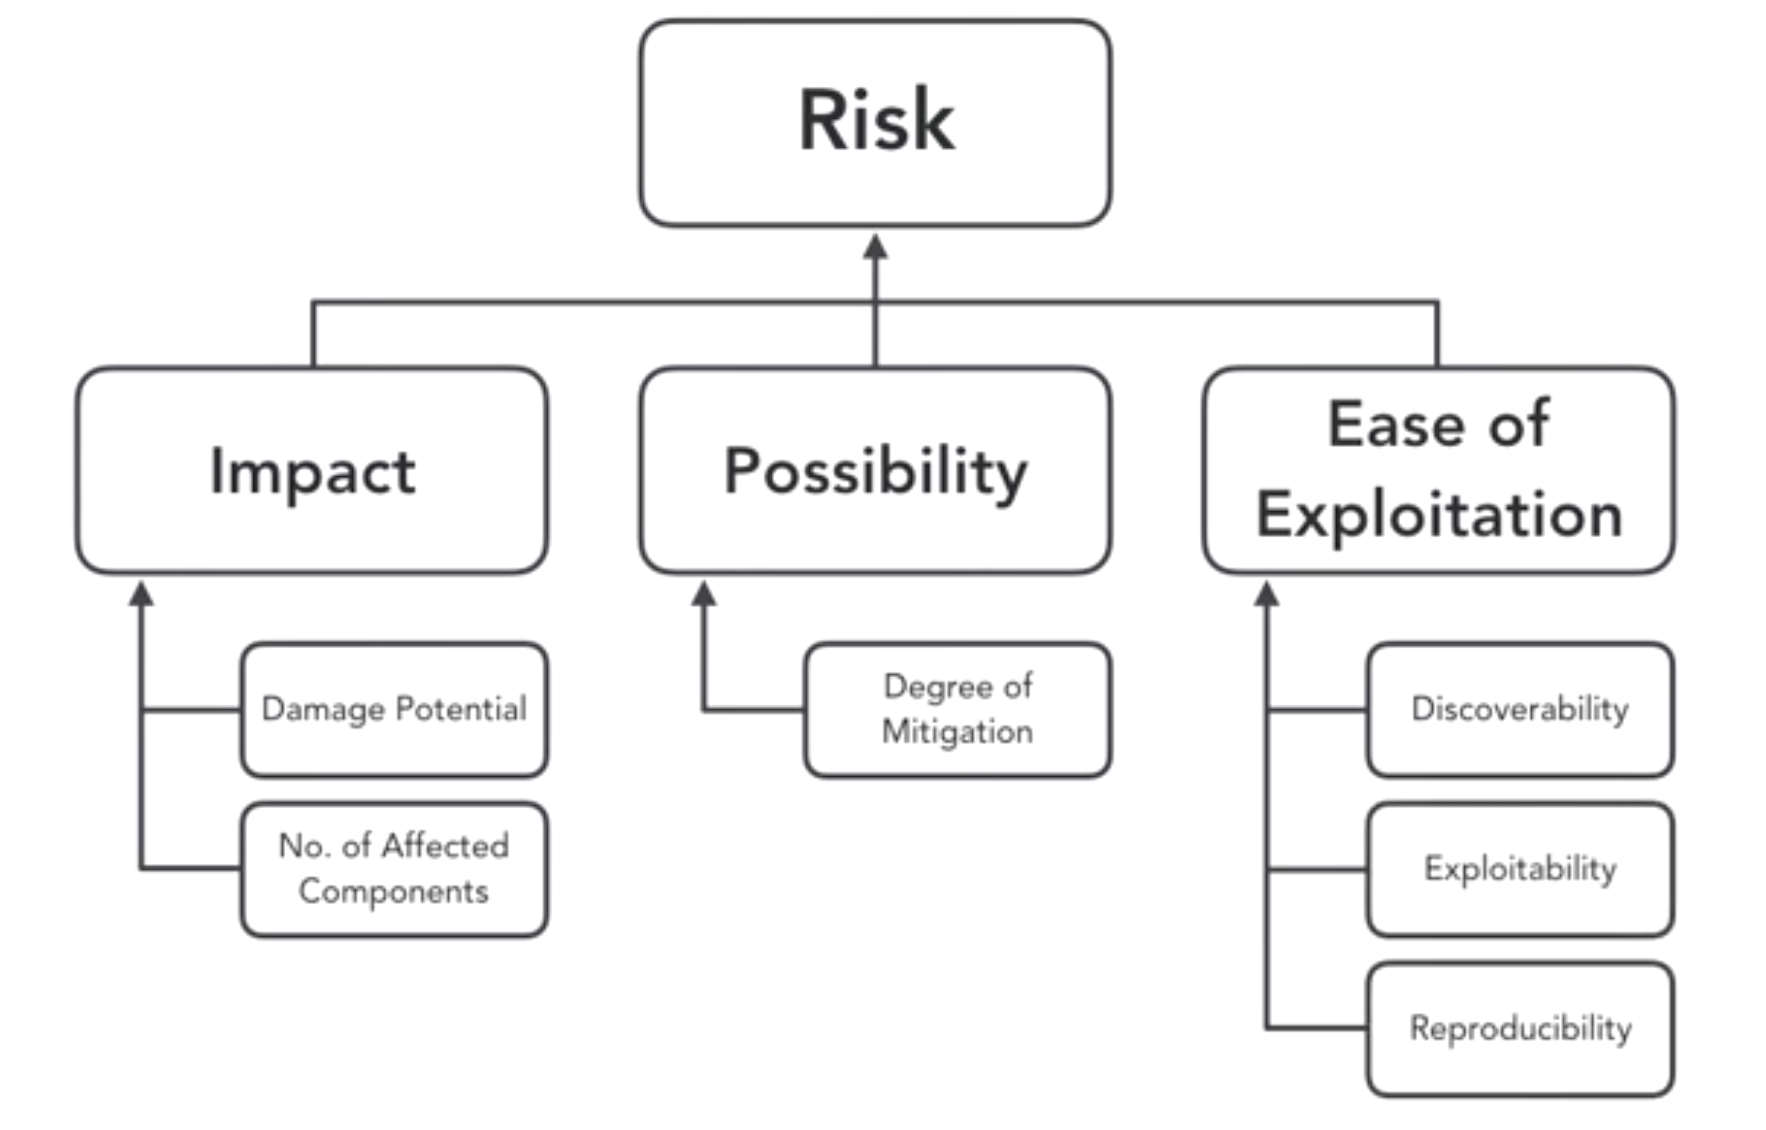 Risk
Impact
Possibility
Ease of
Exploitation
Damage Potential
No. of Affected
Components
Degree of
Mitigation
Discoverability
Exploitability
Reproducibility